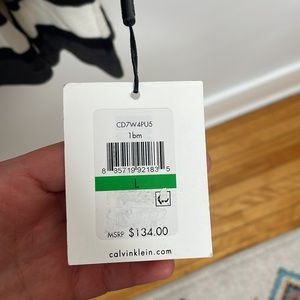 CD7W4PU5
1bm
8 35719 92183 5
L
MSRP $134.00
calvinklein.com